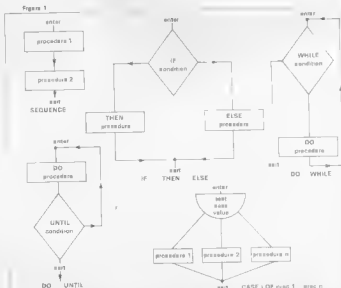 Figure 1
enter
procedure 1
procedure 2
exit
SEQUENCE
enter
IF
condition
THEN
procedure
ELSE
procedure
exit
IF THEN ELSE
enter
WHILE
condition
DO
procedure
exit
DO WHILE
enter
DO
procedure
UNTIL
condition
exit
DO UNTIL
enter
case
value
procedure 1
procedure 2
procedure n
exit
CASE